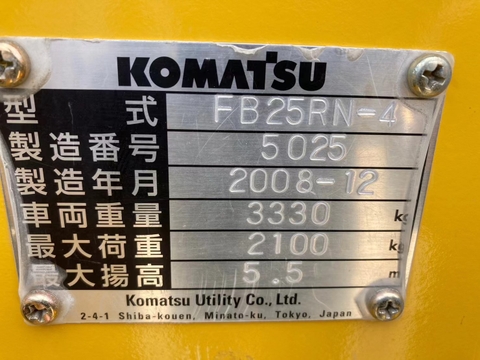 KOMATSU
型式 FB25RN-4
製造番号 5025
製造年月 2008-12
車両重量 3330 kg
最大荷重 2100 kg
最大揚高 5.5 m
Komatsu Utility Co., Ltd.
2-4-1 Shiba-kouen, Minato-ku, Tokyo, Japan